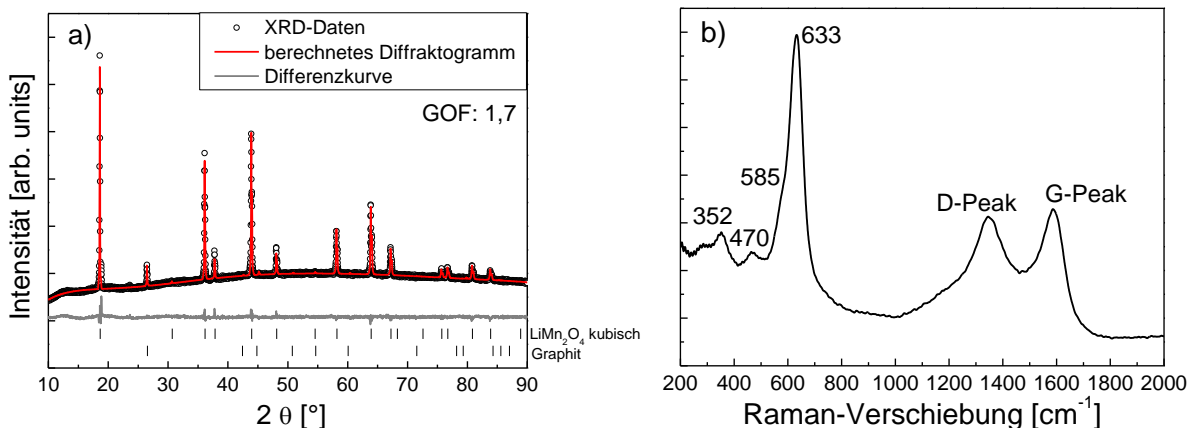 a)
XRD-Daten
berechnetes Diffraktogramm
Differenzkurve
GOF: 1,7
Intensität [arb. units]
LiMn₂O₄ kubisch
Graphit
10 20 30 40 50 60 70 80 90
2 θ [°]
b)
633
585
D-Peak
G-Peak
352
470
200 400 600 800 1000 1200 1400 1600 1800 2000
Raman-Verschiebung [cm⁻¹]